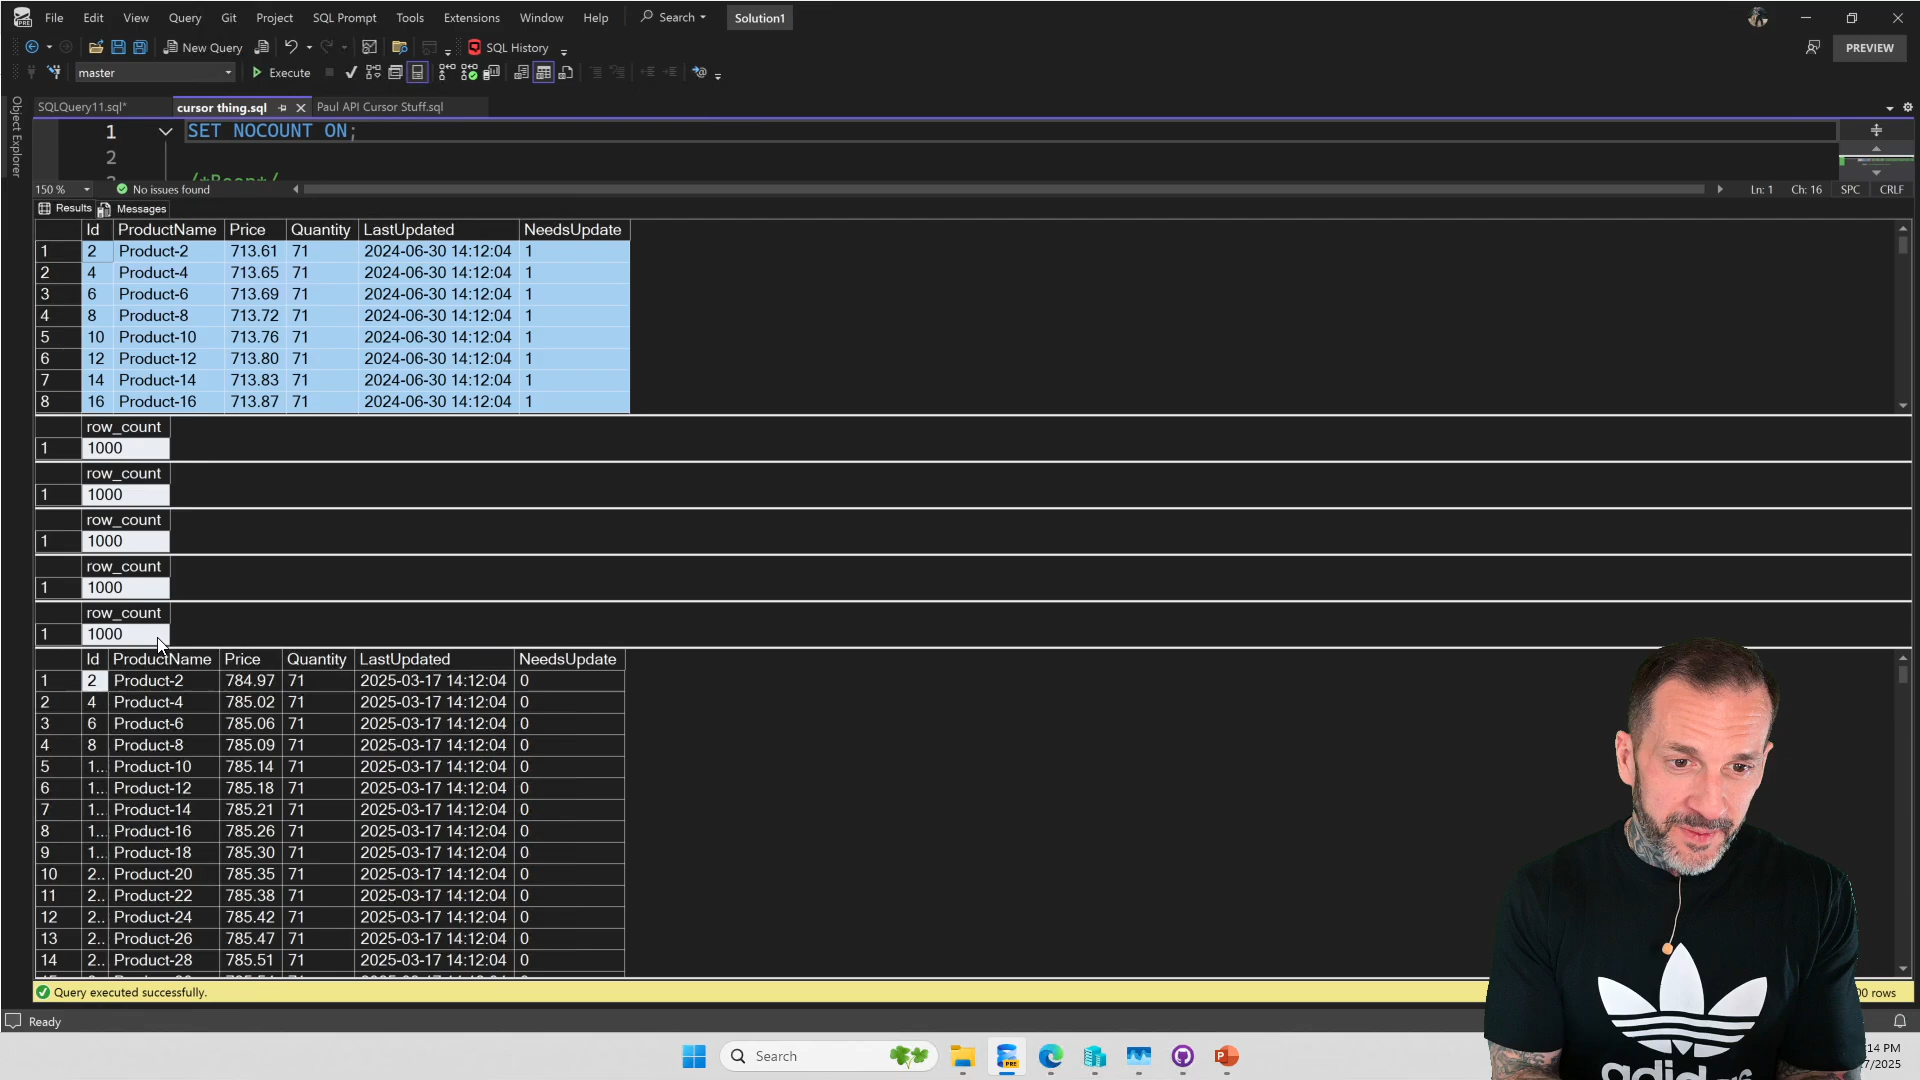 File Edit View Query Git Project SQL Prompt Tools Extensions Window Help Search Solution1
New Query SQL History PREVIEW
master Execute
Object Explorer
SQLQuery11.sql* cursor thing.sql Paul API Cursor Stuff.sql
1 SET NOCOUNT ON;
2
150 % No issues found Ln: 1 Ch: 16 SPC CRLF
Results Messages
Id ProductName Price Quantity LastUpdated NeedsUpdate
1 2 Product-2 713.61 71 2024-06-30 14:12:04 1
2 4 Product-4 713.65 71 2024-06-30 14:12:04 1
3 6 Product-6 713.69 71 2024-06-30 14:12:04 1
4 8 Product-8 713.72 71 2024-06-30 14:12:04 1
5 10 Product-10 713.76 71 2024-06-30 14:12:04 1
6 12 Product-12 713.80 71 2024-06-30 14:12:04 1
7 14 Product-14 713.83 71 2024-06-30 14:12:04 1
8 16 Product-16 713.87 71 2024-06-30 14:12:04 1
row_count
1 1000
row_count
1 1000
row_count
1 1000
row_count
1 1000
row_count
1 1000
Id ProductName Price Quantity LastUpdated NeedsUpdate
1 2 Product-2 784.97 71 2025-03-17 14:12:04 0
2 4 Product-4 785.02 71 2025-03-17 14:12:04 0
3 6 Product-6 785.06 71 2025-03-17 14:12:04 0
4 8 Product-8 785.09 71 2025-03-17 14:12:04 0
5 1... Product-10 785.14 71 2025-03-17 14:12:04 0
6 1... Product-12 785.18 71 2025-03-17 14:12:04 0
7 1... Product-14 785.21 71 2025-03-17 14:12:04 0
8 1... Product-16 785.26 71 2025-03-17 14:12:04 0
9 1... Product-18 785.30 71 2025-03-17 14:12:04 0
10 2.. Product-20 785.35 71 2025-03-17 14:12:04 0
11 2.. Product-22 785.38 71 2025-03-17 14:12:04 0
12 2.. Product-24 785.42 71 2025-03-17 14:12:04 0
13 2.. Product-26 785.47 71 2025-03-17 14:12:04 0
14 2.. Product-28 785.51 71 2025-03-17 14:12:04 0
Query executed successfully. rows
Ready
Search PRE
:14 PM
7/2025
adidas